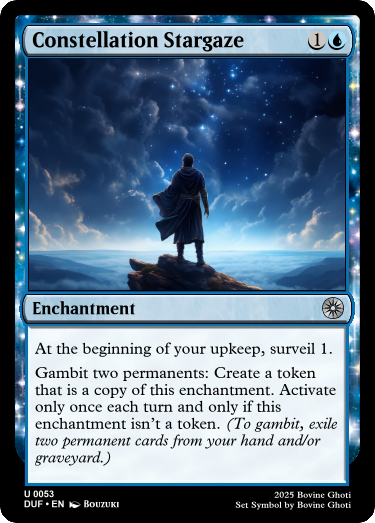 Constellation Stargaze 1
Enchantment
At the beginning of your upkeep, surveil 1.
Gambit two permanents: Create a token
that is a copy of this enchantment. Activate
only once each turn and only if this
enchantment isn't a token. (To gambit, exile
two permanent cards from your hand and/or
graveyard.)
U 0053
DUF • EN Bouzuki
2025 Bovine Ghoti
Set Symbol by Bovine Ghoti